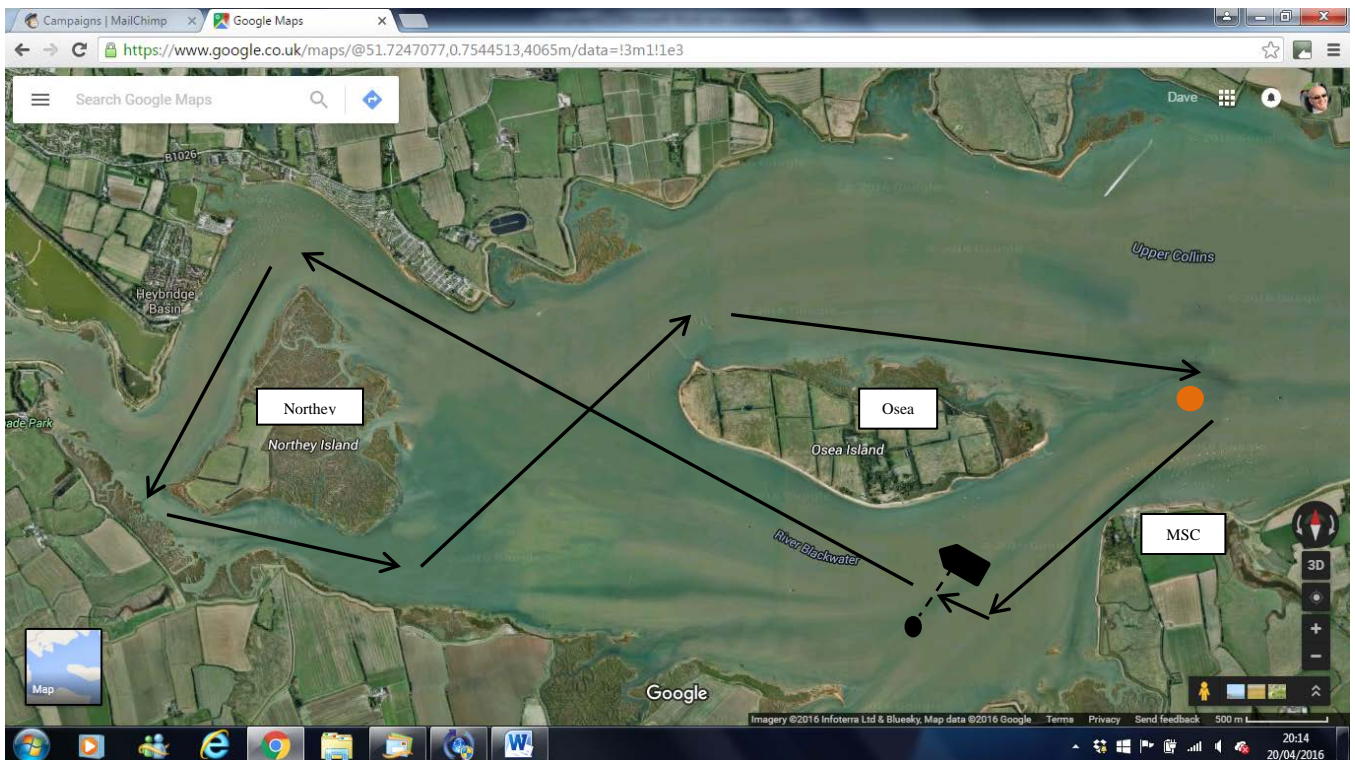 Campaigns | MailChimp
Google Maps
https://www.google.co.uk/maps/@51.7247077,0.7544513,4065m/data=!3m1!1e3
Search Google Maps
Dave
B1026
Upper Collins
Heybridge
Basin
Northey
Osea
ade Park
Northey Island
Osea Island
MSC
River Blackwater
3D
Map
Google
Imagery ©2016 Infoterra Ltd & Bluesky, Map data ©2016 Google Terms Privacy Send feedback 500 m
20:14
20/04/2016